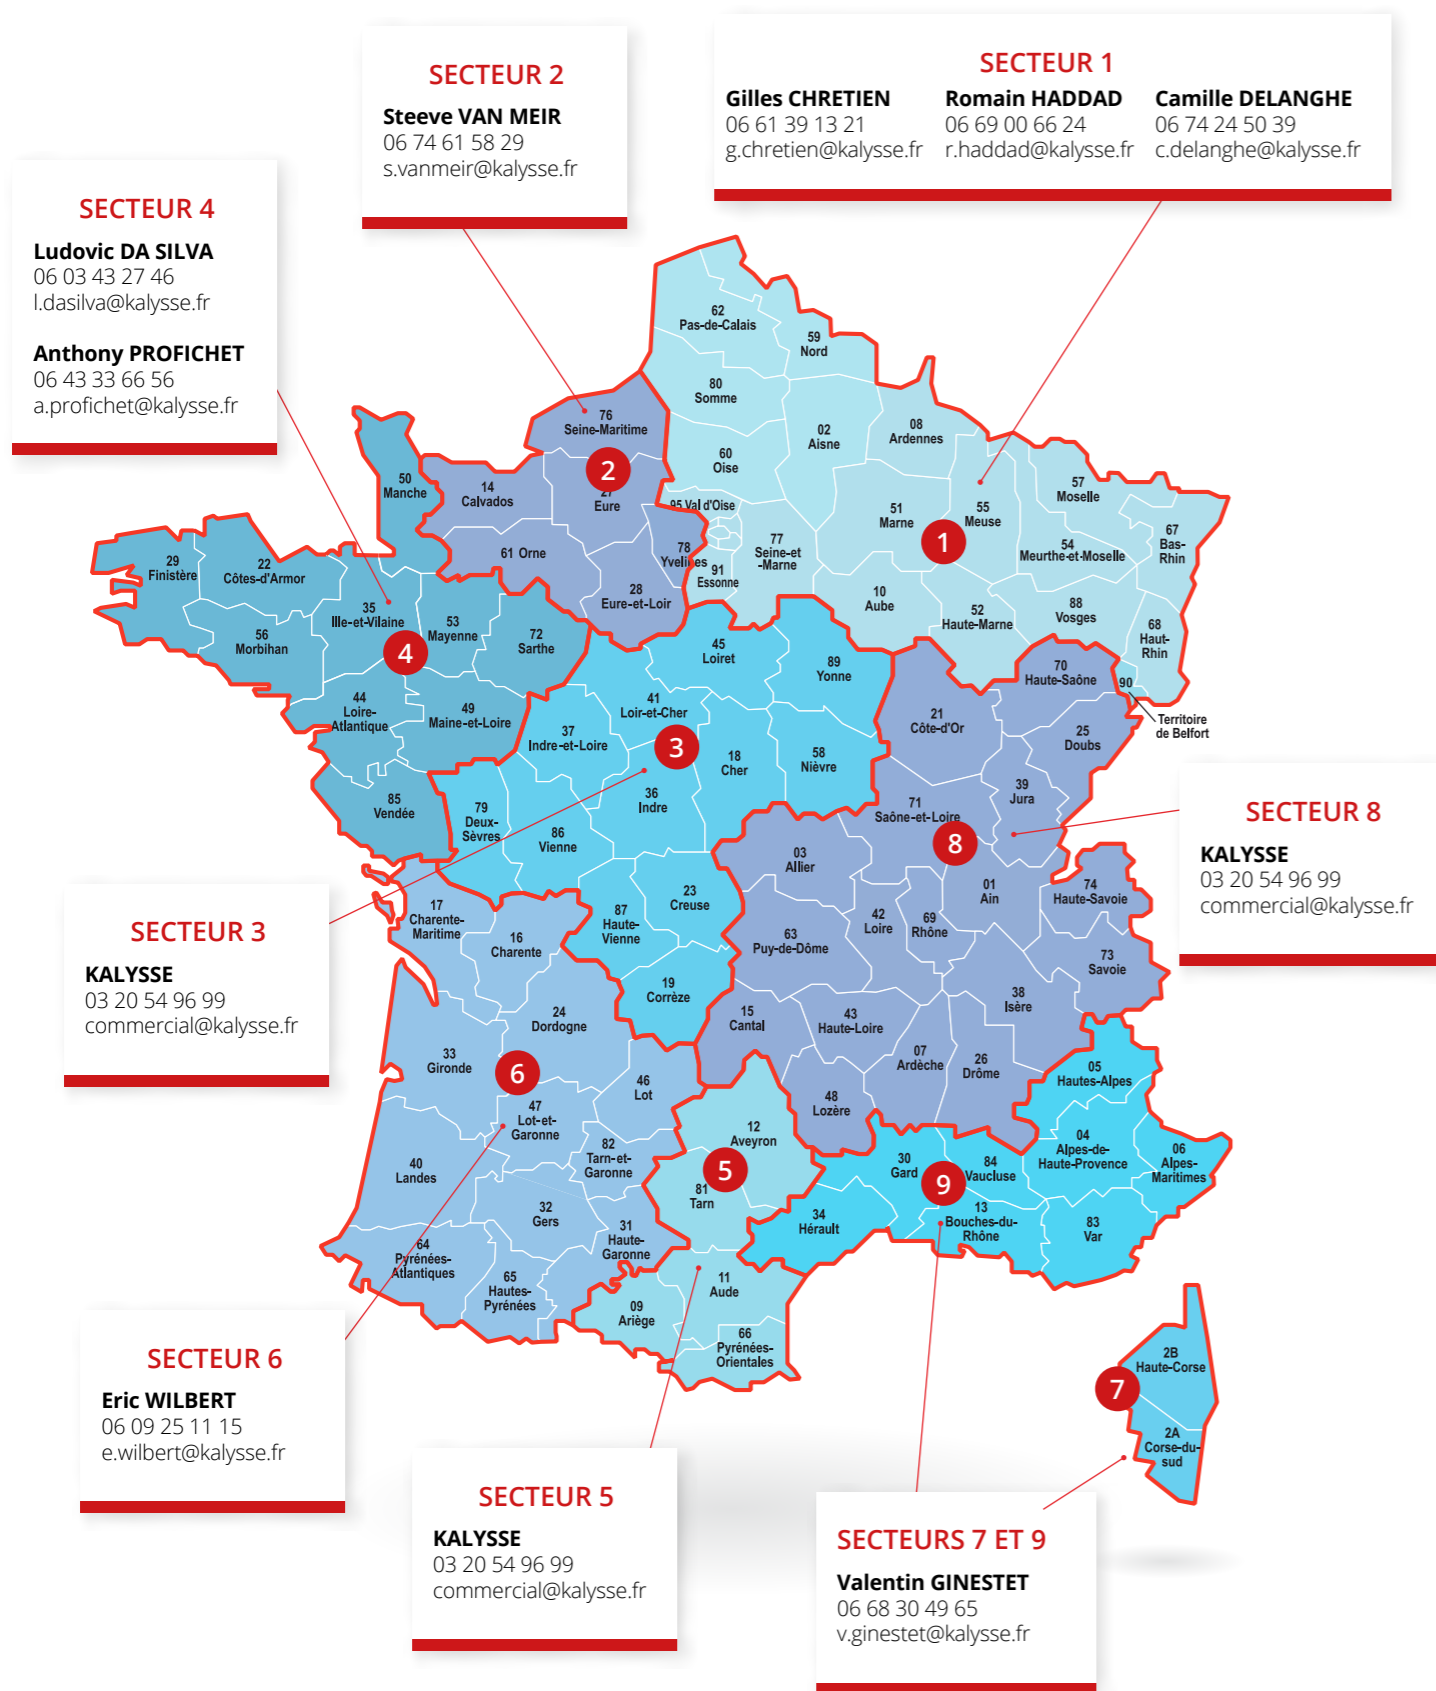 SECTEUR 1
Gilles CHRETIEN
06 61 39 13 21
g.chretien@kalysse.fr
Romain HADDAD
06 69 00 66 24
r.haddad@kalysse.fr
Camille DELANGHE
06 74 24 50 39
c.delanghe@kalysse.fr
SECTEUR 2
Steeve VAN MEIR
06 74 61 58 29
s.vanmeir@kalysse.fr
SECTEUR 4
Ludovic DA SILVA
06 03 43 27 46
l.dasilva@kalysse.fr
Anthony PROFICHET
06 43 33 66 56
a.profichet@kalysse.fr
62
Pas-de-Calais
59
Nord
80
Somme
02
Aisne
08
Ardennes
60
Oise
95 Val d'Oise
77
Seine-et
-Marne
91
Essonne
51
Marne
55
Meuse
57
Moselle
54
Meurthe-et-Moselle
67
Bas-
Rhin
10
Aube
52
Haute-Marne
88
Vosges
68
Haut-
Rhin
90
Territoire
de Belfort
1
76
Seine-Maritime
2
27
Eure
14
Calvados
61 Orne
78
Yvelines
28
Eure-et-Loir
50
Manche
29
Finistère
22
Côtes-d'Armor
35
Ille-et-Vilaine
56
Morbihan
53
Mayenne
72
Sarthe
4
44
Loire-
Atlantique
49
Maine-et-Loire
85
Vendée
45
Loiret
89
Yonne
41
Loir-et-Cher
37
Indre-et-Loire
3
18
Cher
58
Nièvre
36
Indre
79
Deux-
Sèvres
86
Vienne
23
Creuse
87
Haute-
Vienne
19
Corrèze
70
Haute-Saône
21
Côte-d'Or
25
Doubs
39
Jura
71
Saône-et-Loire
8
03
Allier
01
Ain
74
Haute-Savoie
42
Loire
69
Rhône
63
Puy-de-Dôme
73
Savoie
38
Isère
15
Cantal
43
Haute-Loire
07
Ardèche
26
Drôme
48
Lozère
17
Charente-
Maritime
16
Charente
24
Dordogne
33
Gironde
6
46
Lot
47
Lot-et-
Garonne
82
Tarn-et-
Garonne
40
Landes
32
Gers
31
Haute-
Garonne
64
Pyrénées-
Atlantiques
65
Hautes-
Pyrénées
12
Aveyron
5
81
Tarn
11
Aude
09
Ariège
66
Pyrénées-
Orientales
05
Hautes-Alpes
04
Alpes-de-
Haute-Provence
06
Alpes-
Maritimes
30
Gard
84
Vaucluse
9
13
Bouches-du-
Rhône
34
Hérault
83
Var
2B
Haute-Corse
7
2A
Corse-du-
sud
SECTEUR 8
KALYSSE
03 20 54 96 99
commercial@kalysse.fr
SECTEUR 3
KALYSSE
03 20 54 96 99
commercial@kalysse.fr
SECTEUR 6
Eric WILBERT
06 09 25 11 15
e.wilbert@kalysse.fr
SECTEUR 5
KALYSSE
03 20 54 96 99
commercial@kalysse.fr
SECTEURS 7 ET 9
Valentin GINESTET
06 68 30 49 65
v.ginestet@kalysse.fr